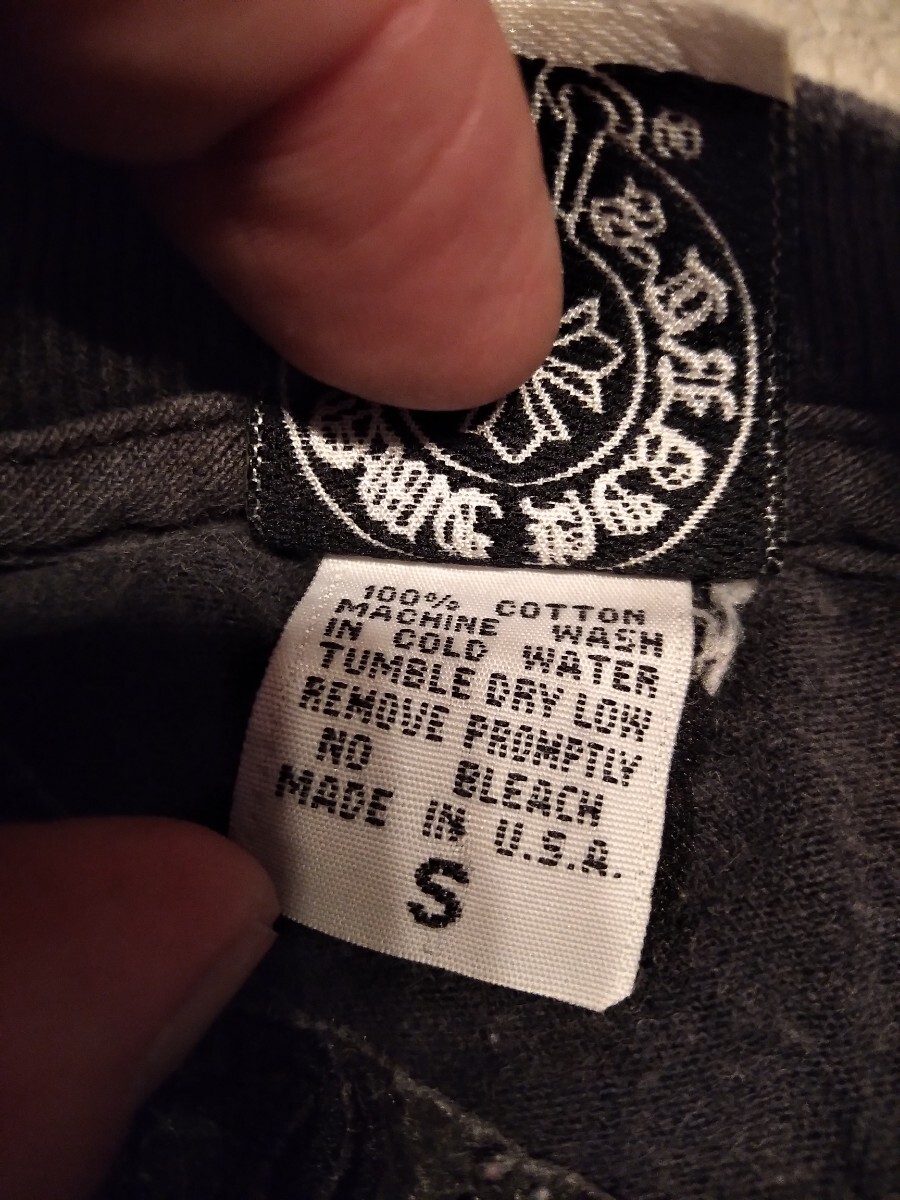 100% COTTON
MACHINE WASH
IN COLD WATER
TUMBLE DRY LOW
REMOVE PROMPTLY
NO BLEACH
MADE IN U.S.A.
S